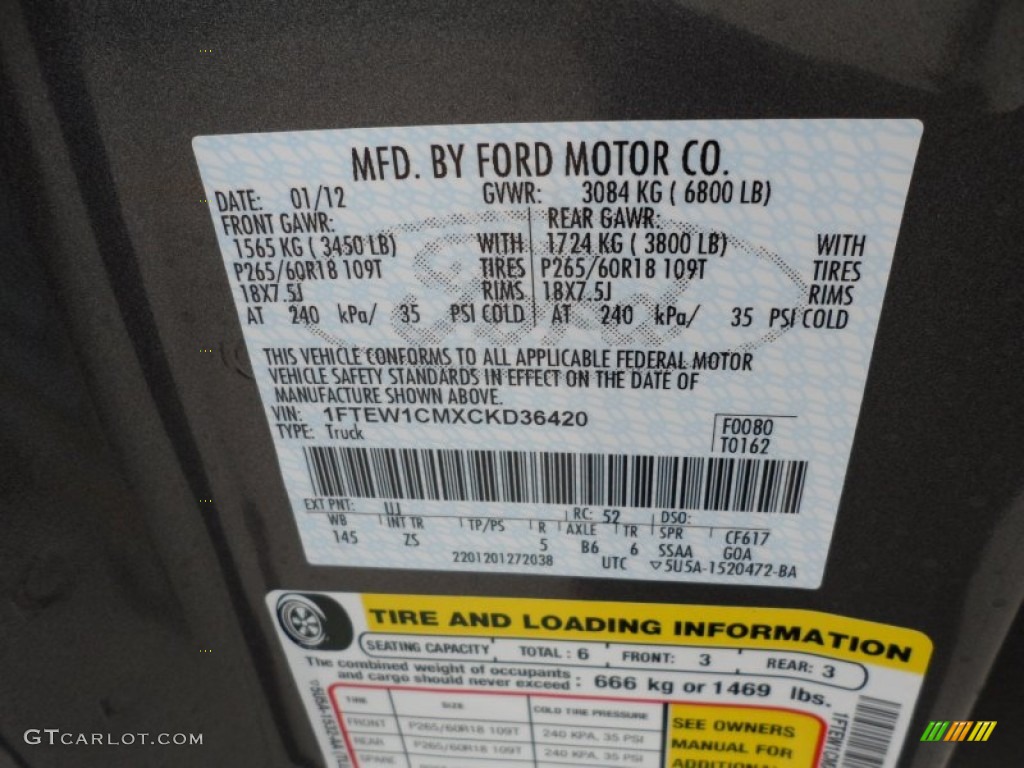 MFD. BY FORD MOTOR CO.
DATE: 01/12 GVWR: 3084 KG ( 6800 LB)
FRONT GAWR: REAR GAWR:
1565 KG ( 3450 LB) WITH 1724 KG ( 3800 LB) WITH
P265/60R18 109T TIRES P265/60R18 109T TIRES
18X7.5J RIMS 18X7.5J RIMS
AT 240 kPa/ 35 PSI COLD AT 240 kPa/ 35 PSI COLD
THIS VEHICLE CONFORMS TO ALL APPLICABLE FEDERAL MOTOR
VEHICLE SAFETY STANDARDS IN EFFECT ON THE DATE OF
MANUFACTURE SHOWN ABOVE.
VIN: 1FTEW1CMXCKD36420
TYPE: Truck
F0080
T0162
EXT PNT: UJ RC: 52 DSO:
WB INT TR TP/PS R AXLE TR SPR CF617
145 ZS 5 B6 6 SSAA GOA
2201201272038 UTC ▽5U5A-1520472-BA
TIRE AND LOADING INFORMATION
SEATING CAPACITY TOTAL : 6 FRONT: 3 REAR: 3
The combined weight of occupants
and cargo should never exceed : 666 kg or 1469 lbs.
TIRE SIZE COLD TIRE PRESSURE
FRONT P265/60R18 109T 240 KPA, 35 PSI
REAR P265/60R18 109T 240 KPA, 35 PSI
SPARE
SEE OWNERS
MANUAL FOR
ADDITIONAL
GTCARLOT.COM